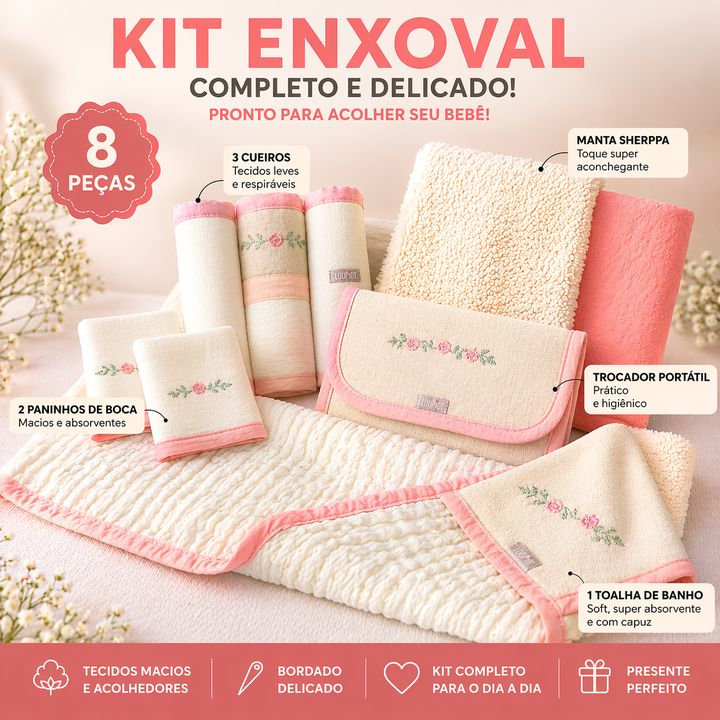 KIT ENXOVAL
COMPLETO E DELICADO!
PRONTO PARA ACOLHER SEU BEBÊ!
8
PEÇAS
3 CUEIROS
Tecidos leves
e respiráveis
MANTA SHERPPA
Toque super
aconchegante
TROCADOR PORTÁTIL
Prático
e higiênico
2 PANINHOS DE BOCA
Macios e absorventes
1 TOALHA DE BANHO
Soft, super absorvente
e com capuz
TECIDOS MACIOS
E ACOLHEDORES
BORDADO
DELICADO
KIT COMPLETO
PARA O DIA A DIA
PRESENTE
PERFEITO